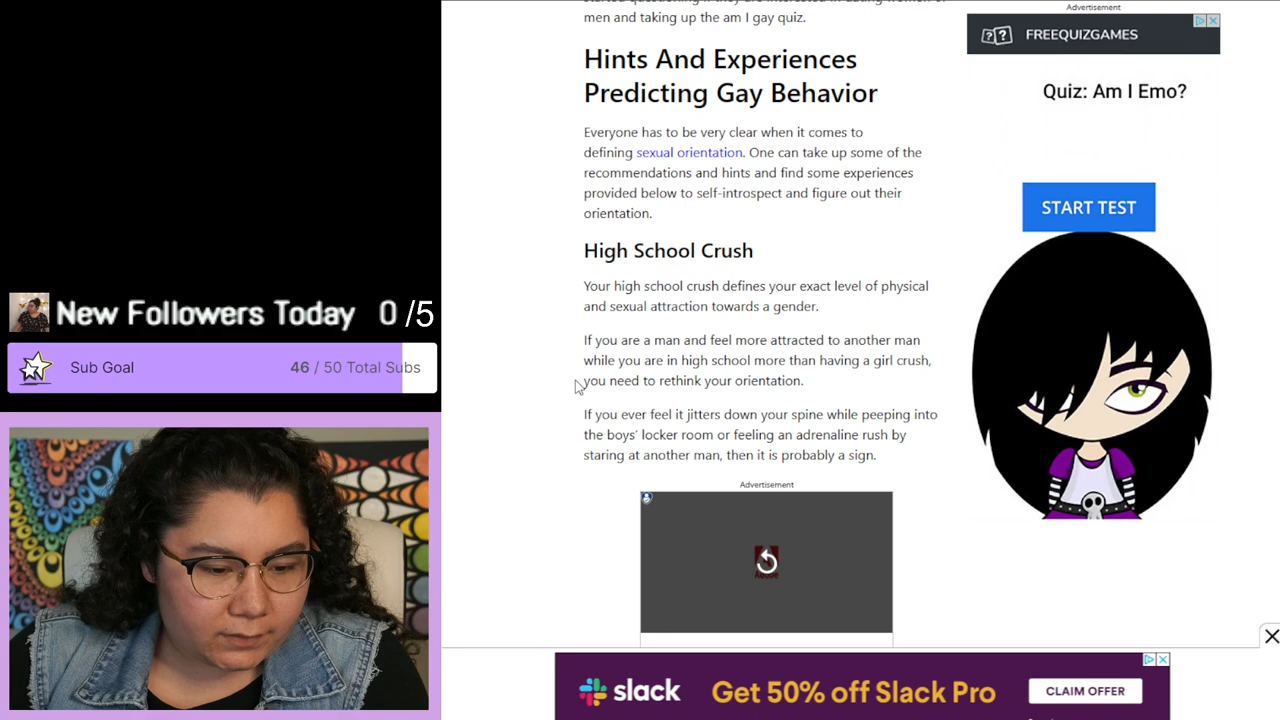 men and taking up the am I gay quiz.
Hints And Experiences
Predicting Gay Behavior
Everyone has to be very clear when it comes to
defining sexual orientation. One can take up some of the
recommendations and hints and find some experiences
provided below to self-introspect and figure out their
orientation.
High School Crush
Your high school crush defines your exact level of physical
and sexual attraction towards a gender.
If you are a man and feel more attracted to another man
while you are in high school more than having a girl crush,
you need to rethink your orientation.
If you ever feel it jitters down your spine while peeping into
the boys' locker room or feeling an adrenaline rush by
staring at another man, then it is probably a sign.
Advertisement
Adobe
Advertisement
FREEQUIZGAMES
Quiz: Am I Emo?
START TEST
New Followers Today 0 /5
Sub Goal 46 / 50 Total Subs
slack Get 50% off Slack Pro CLAIM OFFER